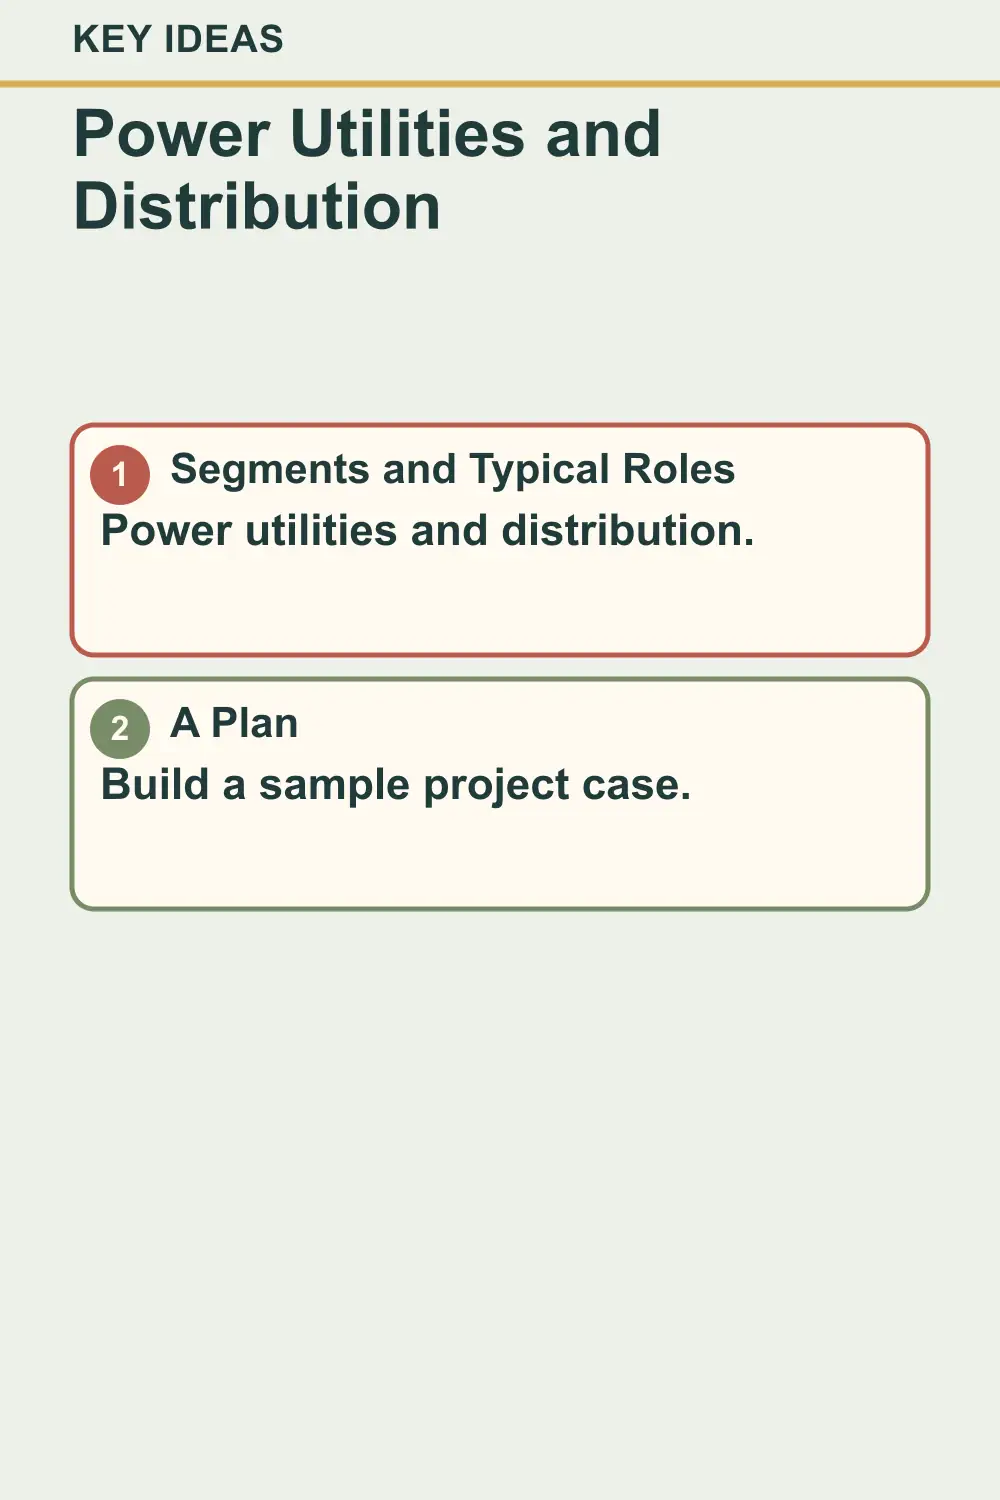 KEY IDEAS
Power Utilities and
Distribution
1 Segments and Typical Roles
Power utilities and distribution.
2 A Plan
Build a sample project case.